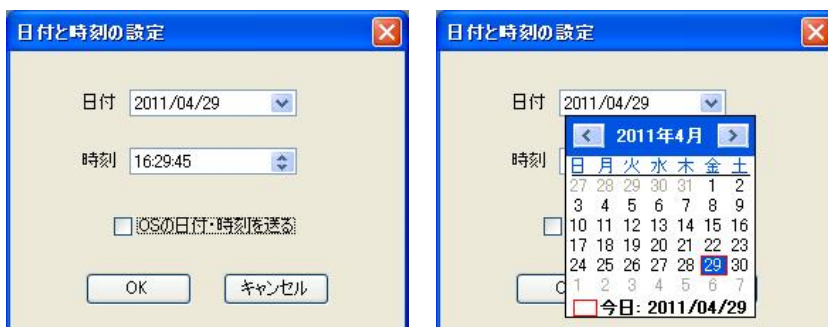 日付と時刻の設定
日付 2011/04/29
時刻 16:29:45
OSの日付・時刻を送る
OK キャンセル
日付と時刻の設定
日付 2011/04/29
時刻
2011年4月
日 月 火 水 木 金 土
27 28 29 30 31 1 2
3 4 5 6 7 8 9
10 11 12 13 14 15 16
17 18 19 20 21 22 23
24 25 26 27 28 29 30
1 2 3 4 5 6 7
今日: 2011/04/29